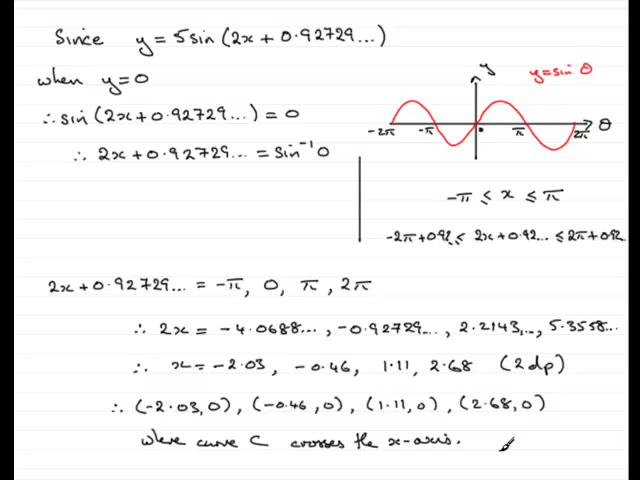 Since y = 5sin(2x + 0.92729...)
when y=0
∴ sin(2x+0.92729...) = 0
∴ 2x+0.92729... = sin⁻¹0
y
y=sin θ
-2π -π 0 π 2π θ
-π ≤ x ≤ π
-2π+0.92.. ≤ 2x+0.92... ≤ 2π+0.92..
2x+0.92729... = -π, 0, π, 2π
∴ 2x = -4.0688..., -0.92729..., 2.2143..., 5.3558...
∴ x = -2.03, -0.46, 1.11, 2.68 (2dp)
∴ (-2.03,0), (-0.46,0), (1.11,0), (2.68,0)
where curve C crosses the x-axis.